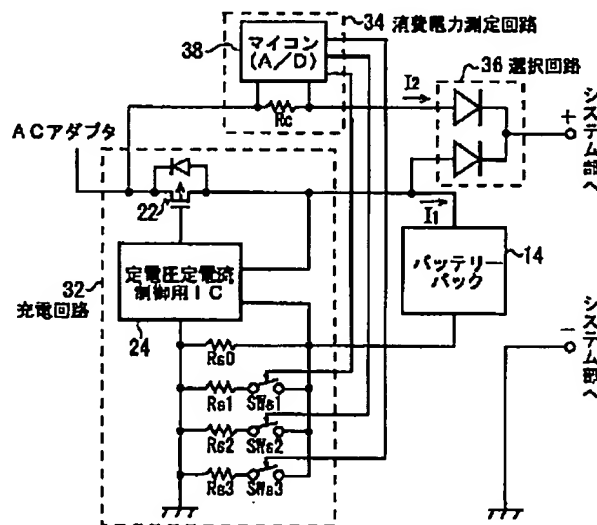 34 消費電力測定回路
38
マイコン
(A/D)
36 選択回路
I2
Rc
システム部へ
+
ACアダプタ
22
I1
32
充電回路
定電圧定電流
制御用IC
24
バッテリー
パック
14
Rs0
Rs1
SWs1
Rs2
SWs2
Rs3
SWs3
−
システム部へ